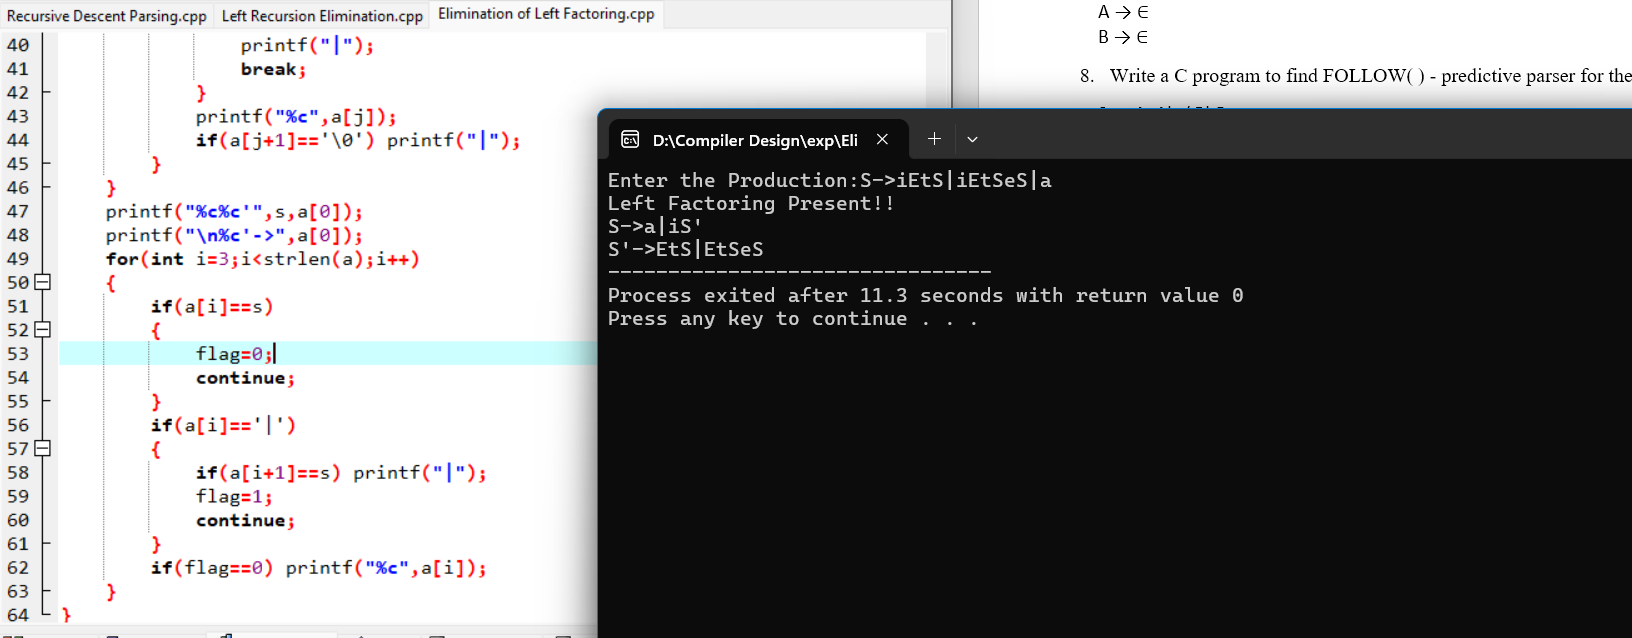 Recursive Descent Parsing.cpp Left Recursion Elimination.cpp Elimination of Left Factoring.cpp
40 printf("|");
41 break;
42 }
43 printf("%c",a[j]);
44 if(a[j+1]=='\0') printf("|");
45 }
46 }
47 printf("%c%c'",s,a[0]);
48 printf("\n%c'->",a[0]);
49 for(int i=3;i<strlen(a);i++)
50 {
51 if(a[i]==s)
52 {
53 flag=0;
54 continue;
55 }
56 if(a[i]=='|')
57 {
58 if(a[i+1]==s) printf("|");
59 flag=1;
60 continue;
61 }
62 if(flag==0) printf("%c",a[i]);
63 }
64 }
A → ∈
B → ∈
8. Write a C program to find FOLLOW( ) - predictive parser for the
D:\Compiler Design\exp\Eli
Enter the Production:S->iEtS|iEtSeS|a
Left Factoring Present!!
S->a|iS'
S'->EtS|EtSeS
--------------------------------
Process exited after 11.3 seconds with return value 0
Press any key to continue . . .